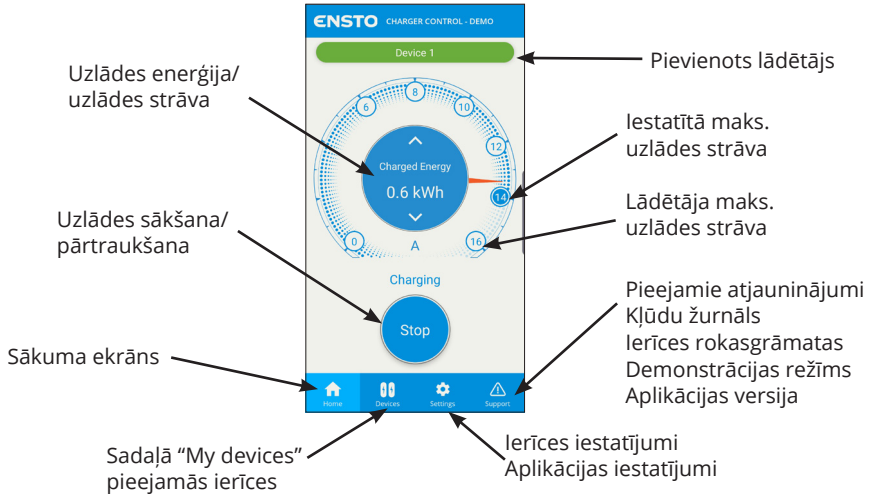 ENSTO CHARGER CONTROL - DEMO
Device 1
Pievienots lādētājs
Uzlādes enerģija/
uzlādes strāva
8
6
10
12
Iestatītā maks.
uzlādes strāva
Charged Energy
0.6 kWh
14
Lādētāja maks.
uzlādes strāva
Uzlādes sākšana/
pārtraukšana
0
A
16
Charging
Stop
Pieejamie atjauninājumi
Kļūdu žurnāls
Ierīces rokasgrāmatas
Demonstrācijas režīms
Aplikācijas versija
Sākuma ekrāns
Home
Devices
Settings
Support
Sadaļā “My devices”
pieejamās ierīces
Ierīces iestatījumi
Aplikācijas iestatījumi